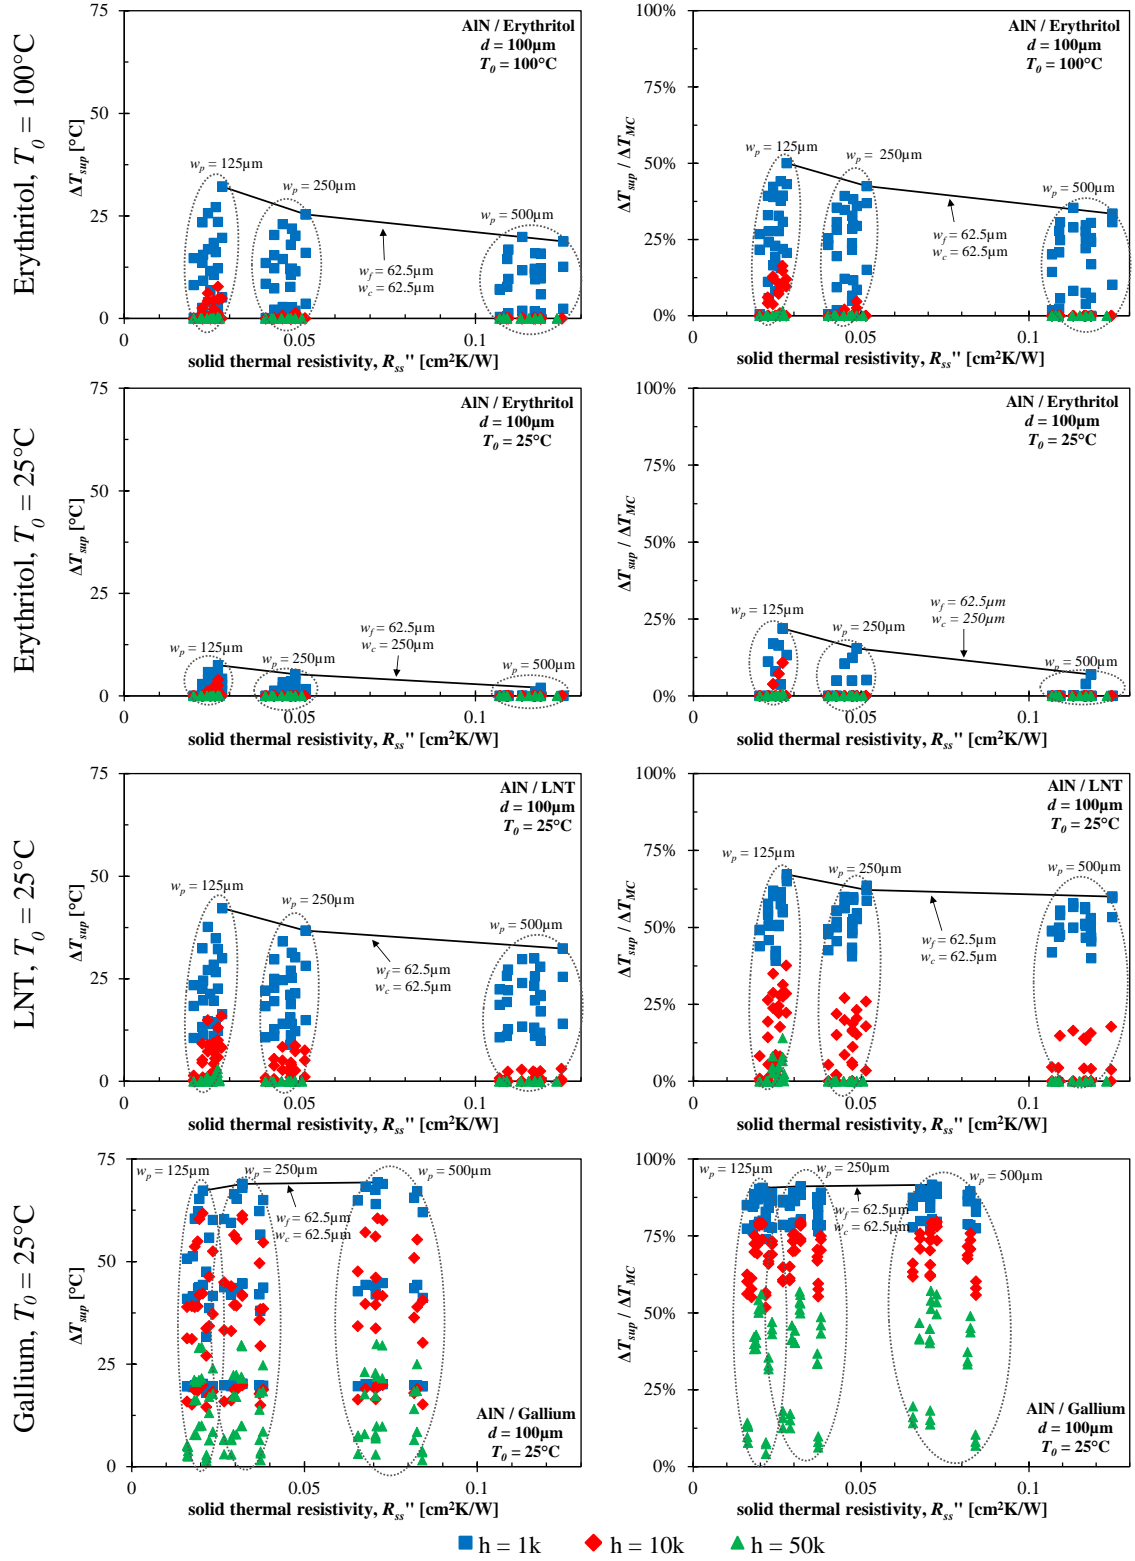 Erythritol, T0 = 100°C
75
50
25
0
ΔTsup [°C]
AlN / Erythritol
d = 100µm
T0 = 100°C
wp = 125µm
wp = 250µm
wp = 500µm
wf = 62.5µm
wc = 62.5µm
0
0.05
0.1
solid thermal resistivity, Rss'' [cm²K/W]
100%
75%
50%
25%
0%
ΔTsup / ΔTMC
AlN / Erythritol
d = 100µm
T0 = 100°C
wp = 125µm
wp = 250µm
wp = 500µm
wf = 62.5µm
wc = 62.5µm
0
0.05
0.1
solid thermal resistivity, Rss'' [cm²K/W]
Erythritol, T0 = 25°C
75
50
25
0
ΔTsup [°C]
AlN / Erythritol
d = 100µm
T0 = 25°C
wp = 125µm
wp = 250µm
wp = 500µm
wf = 62.5µm
wc = 250µm
0
0.05
0.1
solid thermal resistivity, Rss'' [cm²K/W]
100%
75%
50%
25%
0%
ΔTsup / ΔTMC
AlN / Erythritol
d = 100µm
T0 = 25°C
wp = 125µm
wp = 250µm
wp = 500µm
wf = 62.5µm
wc = 250µm
0
0.05
0.1
solid thermal resistivity, Rss'' [cm²K/W]
LNT, T0 = 25°C
75
50
25
0
ΔTsup [°C]
AlN / LNT
d = 100µm
T0 = 25°C
wp = 125µm
wp = 250µm
wp = 500µm
wf = 62.5µm
wc = 62.5µm
0
0.05
0.1
solid thermal resistivity, Rss'' [cm²K/W]
100%
75%
50%
25%
0%
ΔTsup / ΔTMC
AlN / LNT
d = 100µm
T0 = 25°C
wp = 125µm
wp = 250µm
wp = 500µm
wf = 62.5µm
wc = 62.5µm
0
0.05
0.1
solid thermal resistivity, Rss'' [cm²K/W]
Gallium, T0 = 25°C
75
50
25
0
ΔTsup [°C]
wp = 125µm
wp = 250µm
wp = 500µm
wf = 62.5µm
wc = 62.5µm
AlN / Gallium
d = 100µm
T0 = 25°C
0
0.05
0.1
solid thermal resistivity, Rss'' [cm²K/W]
100%
75%
50%
25%
0%
ΔTsup / ΔTMC
wp = 125µm
wp = 250µm
wp = 500µm
wf = 62.5µm
wc = 62.5µm
AlN / Gallium
d = 100µm
T0 = 25°C
0
0.05
0.1
solid thermal resistivity, Rss'' [cm²K/W]
h = 1k
h = 10k
h = 50k